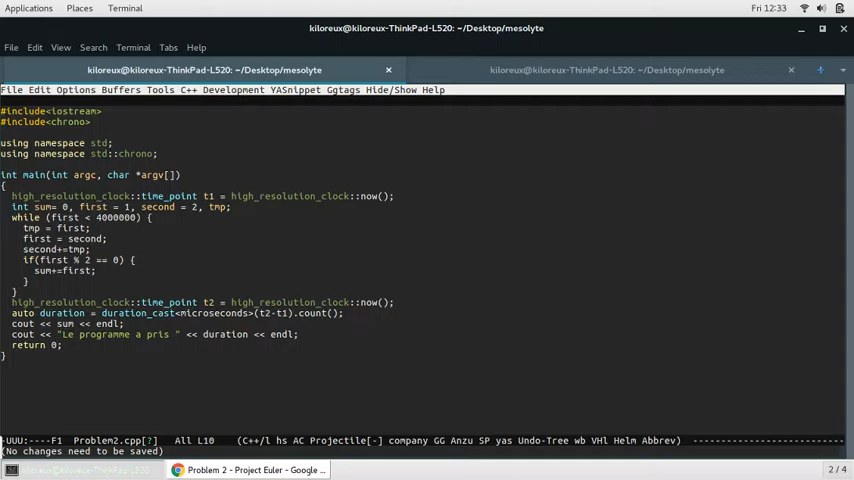 Applications Places Terminal Fri 12:33
kiloreux@kiloreux-ThinkPad-L520: ~/Desktop/mesolyte
File Edit View Search Terminal Tabs Help
kiloreux@kiloreux-ThinkPad-L520: ~/Desktop/mesolyte × kiloreux@kiloreux-ThinkPad-L520: ~/Desktop/mesolyte ×
File Edit Options Buffers Tools C++ Development YASnippet Ggtags Hide/Show Help
#include<iostream>
#include<chrono>
using namespace std;
using namespace std::chrono;
int main(int argc, char *argv[])
{
high_resolution_clock::time_point t1 = high_resolution_clock::now();
int sum= 0, first = 1, second = 2, tmp;
while (first < 4000000) {
tmp = first;
first = second;
second+=tmp;
if(first % 2 == 0) {
sum+=first;
}
}
high_resolution_clock::time_point t2 = high_resolution_clock::now();
auto duration = duration_cast<microseconds>(t2-t1).count();
cout << sum << endl;
cout << "Le programme a pris " << duration << endl;
return 0;
}
-UUU:----F1 Problem2.cpp[?] All L10 (C++/l hs AC Projectile[-] company GG Anzu SP yas Undo-Tree wb VHl Helm Abbrev) -----------------------
(No changes need to be saved)
kiloreux@kiloreux-ThinkPad-L520: Problem 2 - Project Euler - Google ... 2 / 4